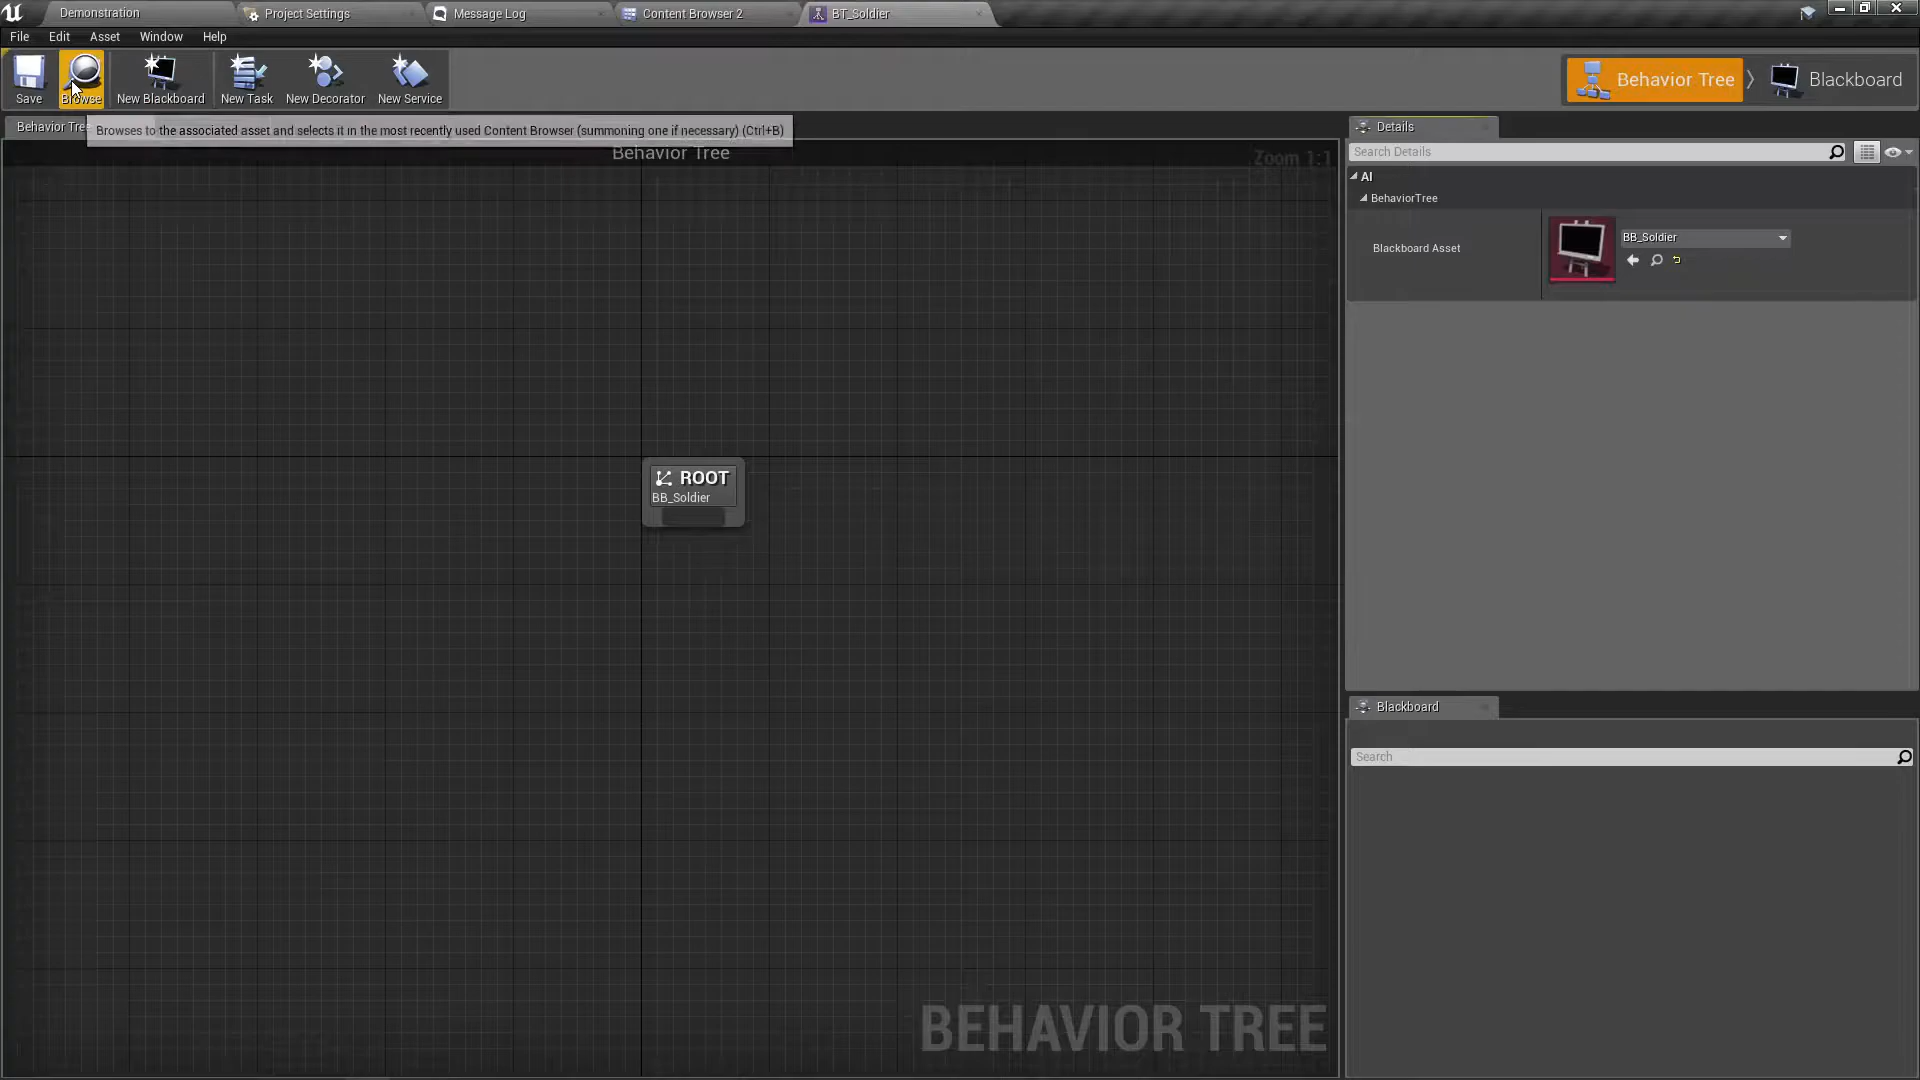 Demonstration
Project Settings
Message Log
Content Browser 2
BT_Soldier
File Edit Asset Window Help
Save
Browse
New Blackboard
New Task
New Decorator
New Service
Behavior Tree
Blackboard
Behavior Tree
Browses to the associated asset and selects it in the most recently used Content Browser (summoning one if necessary) (Ctrl+B)
Behavior Tree
Zoom 1:1
Details
Search Details
AI
BehaviorTree
Blackboard Asset
BB_Soldier
ROOT
BB_Soldier
Blackboard
Search
BEHAVIOR TREE